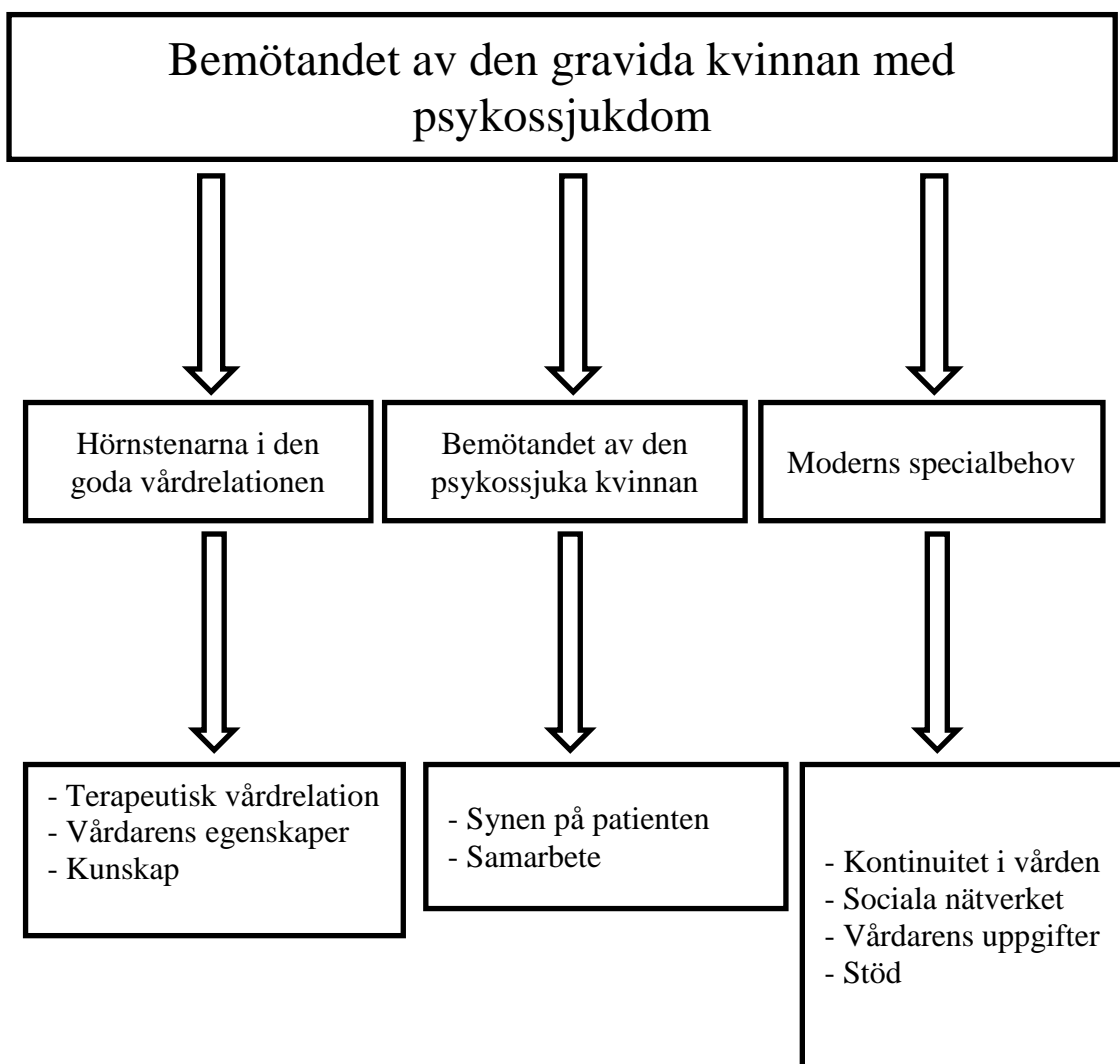 Bemötandet av den gravida kvinnan med
psykossjukdom
Hörnstenarna i den
goda vårdrelationen
Bemötandet av den
psykossjuka kvinnan
Moderns specialbehov
- Terapeutisk vårdrelation
- Vårdarens egenskaper
- Kunskap
- Synen på patienten
- Samarbete
- Kontinuitet i vården
- Sociala nätverket
- Vårdarens uppgifter
- Stöd